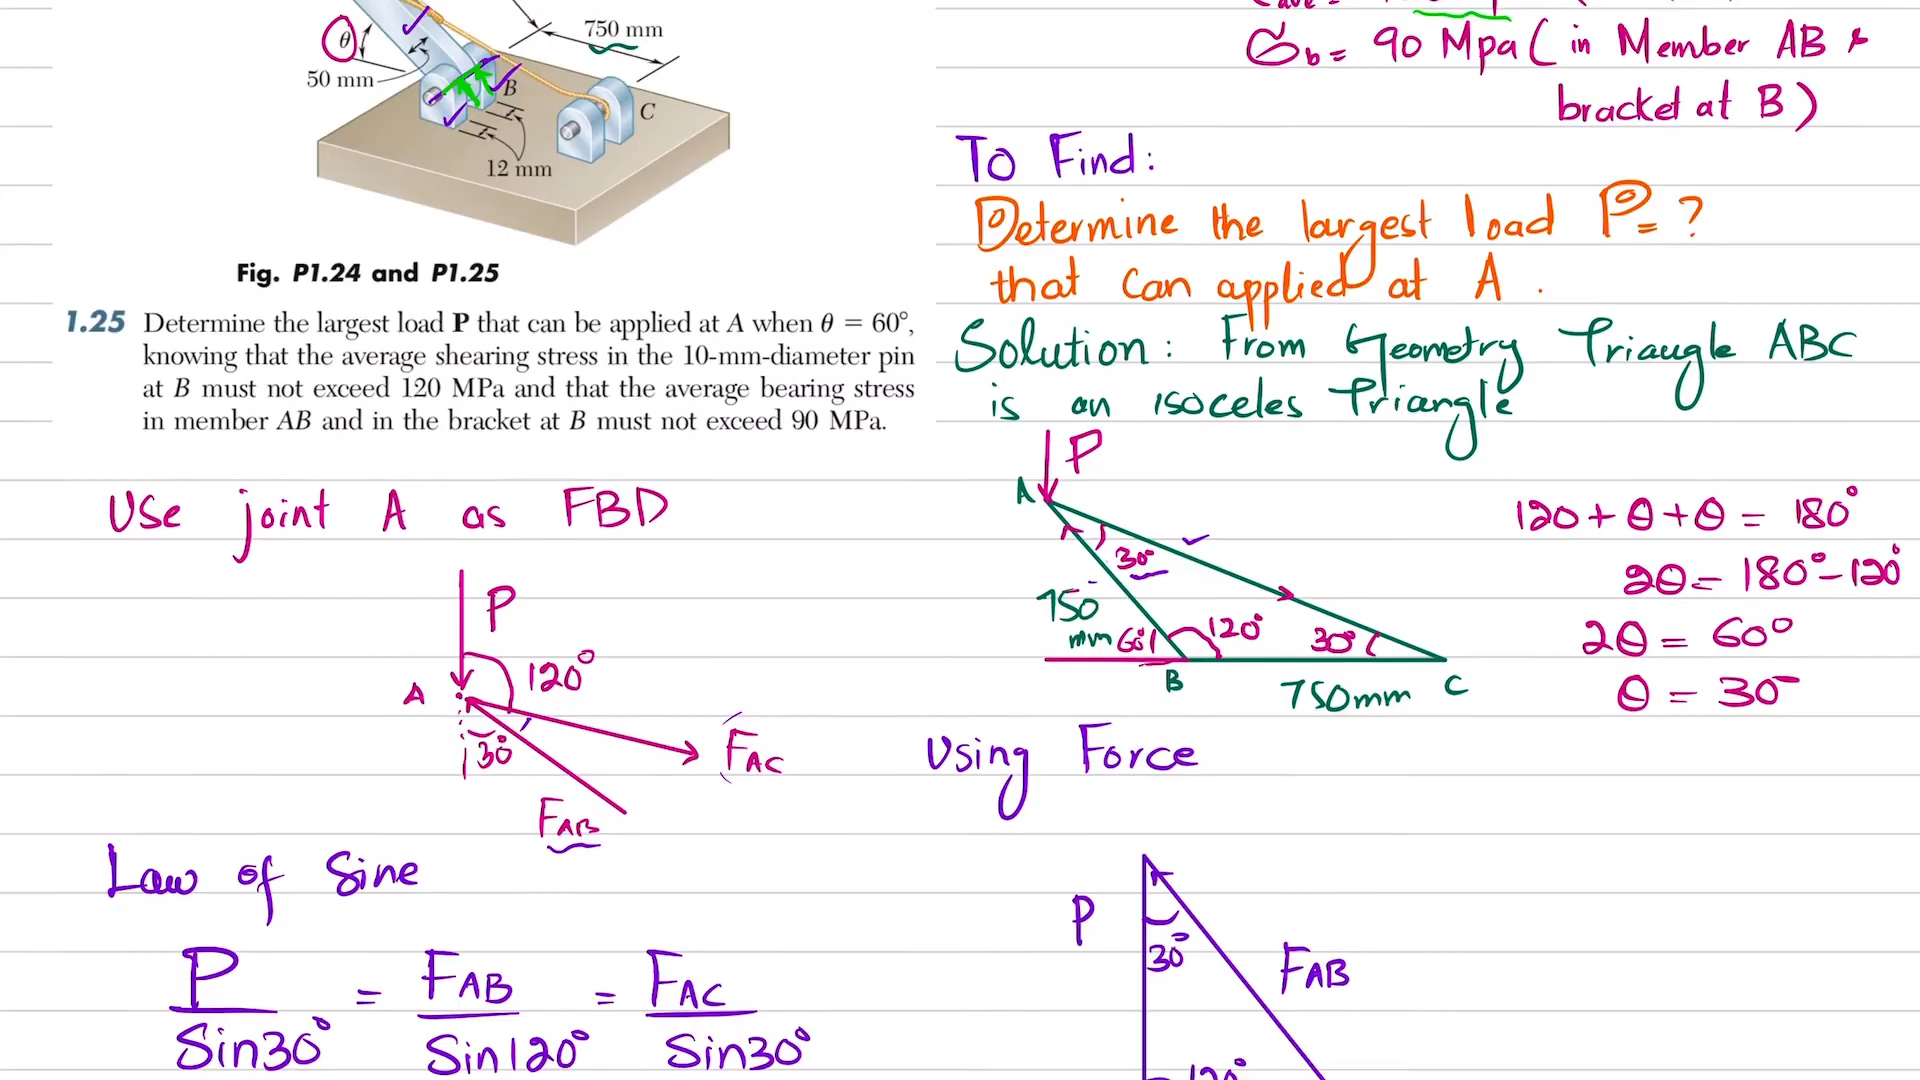 750 mm
θ
50 mm
B
C
12 mm
Fig. P1.24 and P1.25
1.25 Determine the largest load P that can be applied at A when θ = 60°,
knowing that the average shearing stress in the 10-mm-diameter pin
at B must not exceed 120 MPa and that the average bearing stress
in member AB and in the bracket at B must not exceed 90 MPa.
Use joint A as FBD
P
120°
A
30°
FAC
FAB
Law of Sine
P/Sin30° = FAB/Sin120° = FAC/Sin30°
σb = 90 Mpa ( in Member AB &
bracket at B )
To Find:
Determine the largest load P = ?
that can applied at A .
Solution: From Geometry Triangle ABC
is an isoceles Triangle
P
A
30°
750
mm 60° 120° 30°
B 750mm C
120 + θ + θ = 180°
2θ = 180° - 120°
2θ = 60°
θ = 30°
Using Force
P
30°
FAB
120°